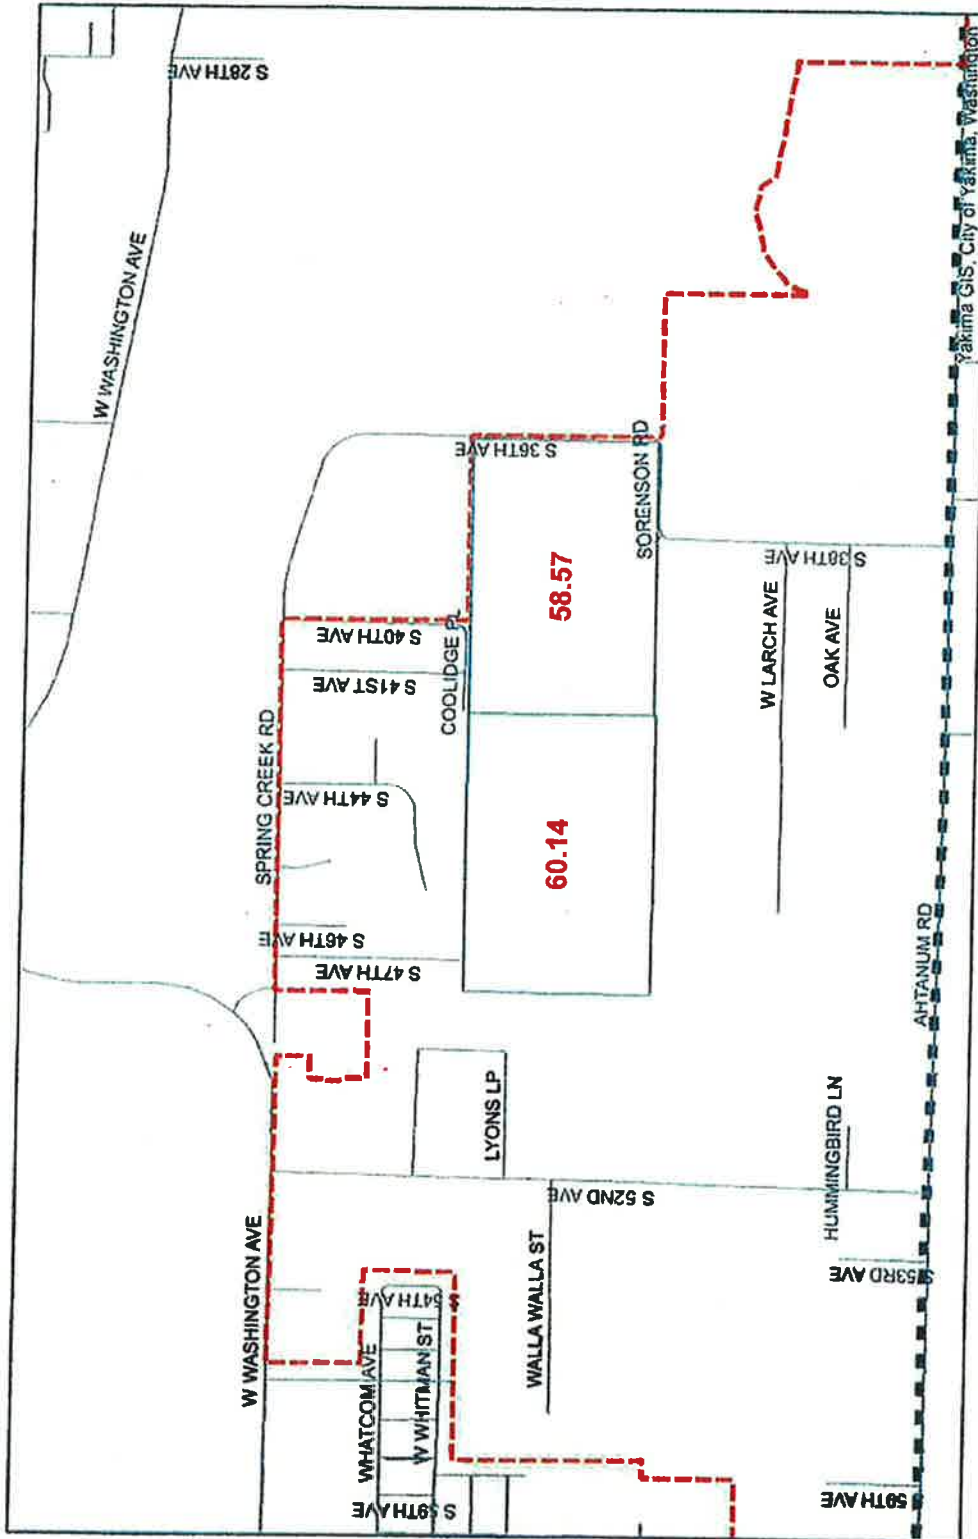 S 28TH AVE
W WASHINGTON AVE
S 36TH AVE
SORENSON RD
58.57
S 40TH AVE
COOLIDGE PL
S 41ST AVE
S 38TH AVE
W LARCH AVE
OAK AVE
SPRING CREEK RD
S 44TH AVE
60.14
S 46TH AVE
S 47TH AVE
AHTANUM RD
LYONS LP
HUMMINGBIRD LN
S 52ND AVE
S 53RD AVE
W WASHINGTON AVE
S 54TH AVE
WALLA WALLA ST
WHATCOM AVE
W WHITMAN ST
S 59TH AVE
59TH AVE
Yakima GIS, City of Yakima, Washington